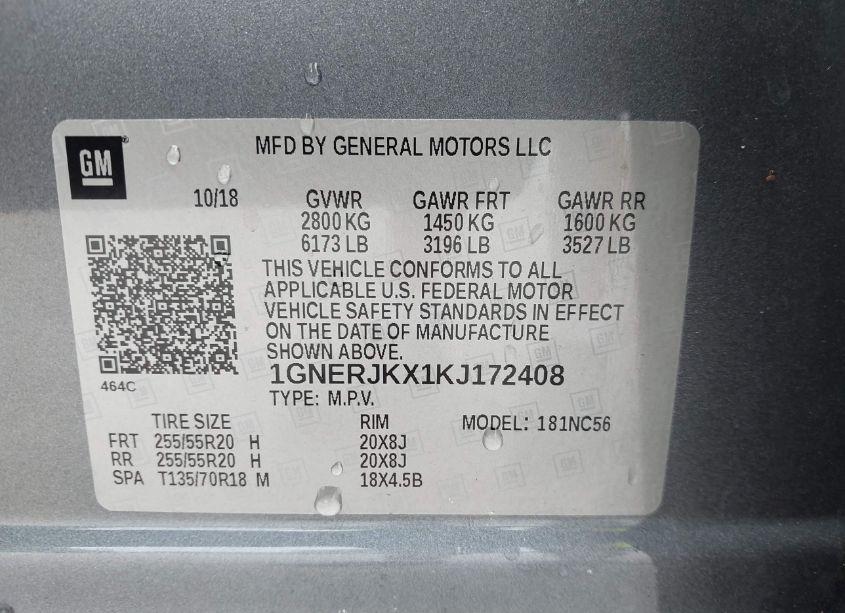 GM
MFD BY GENERAL MOTORS LLC
10/18 GVWR GAWR FRT GAWR RR
2800 KG 1450 KG 1600 KG
6173 LB 3196 LB 3527 LB
THIS VEHICLE CONFORMS TO ALL
APPLICABLE U.S. FEDERAL MOTOR
VEHICLE SAFETY STANDARDS IN EFFECT
ON THE DATE OF MANUFACTURE
SHOWN ABOVE.
464C
1GNERJKX1KJ172408
TYPE: M.P.V.
TIRE SIZE RIM MODEL: 181NC56
FRT 255/55R20 H 20X8J
RR 255/55R20 H 20X8J
SPA T135/70R18 M 18X4.5B